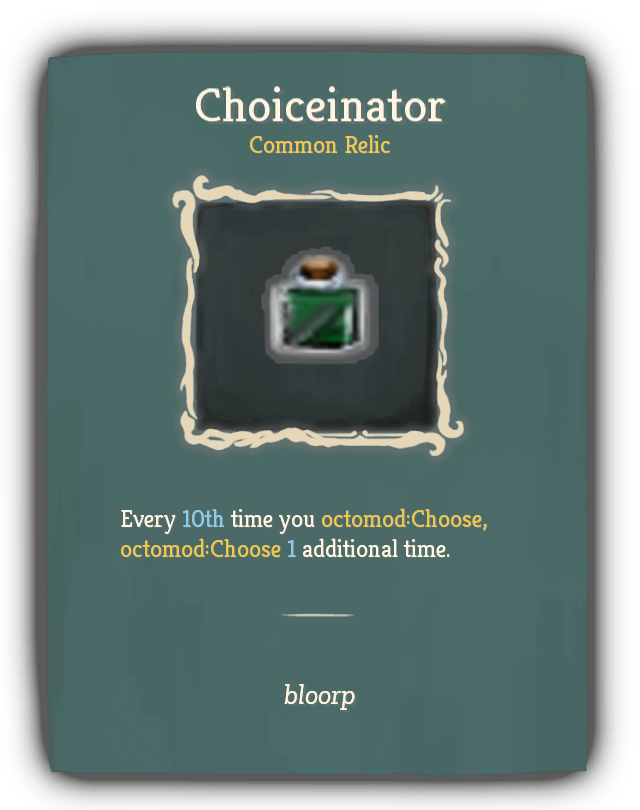 Choiceinator
Common Relic
Every 10th time you octomod:Choose,
octomod:Choose 1 additional time.
bloorp